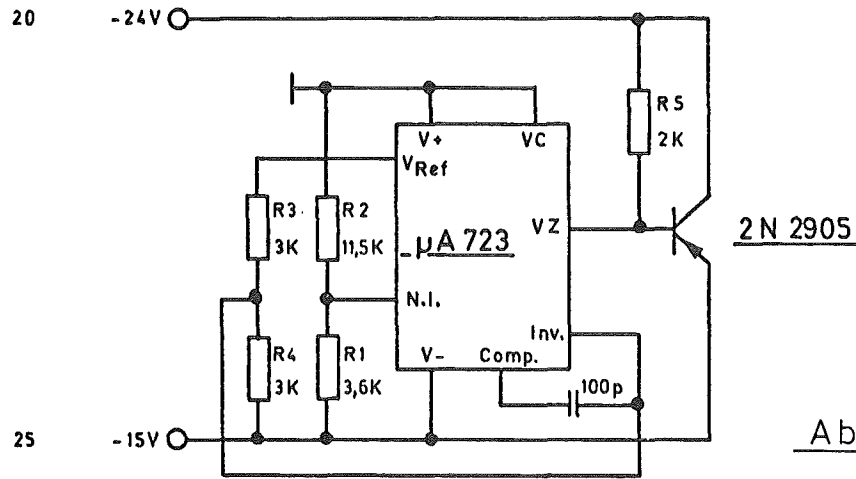 20 -24V
V+ VC
R5
2K
VRef
R3
3K
R2
11,5K
µA 723
VZ
2N 2905
N.I.
Inv.
R4
3K
R1
3,6K
V- Comp.
100p
25 -15V
Ab